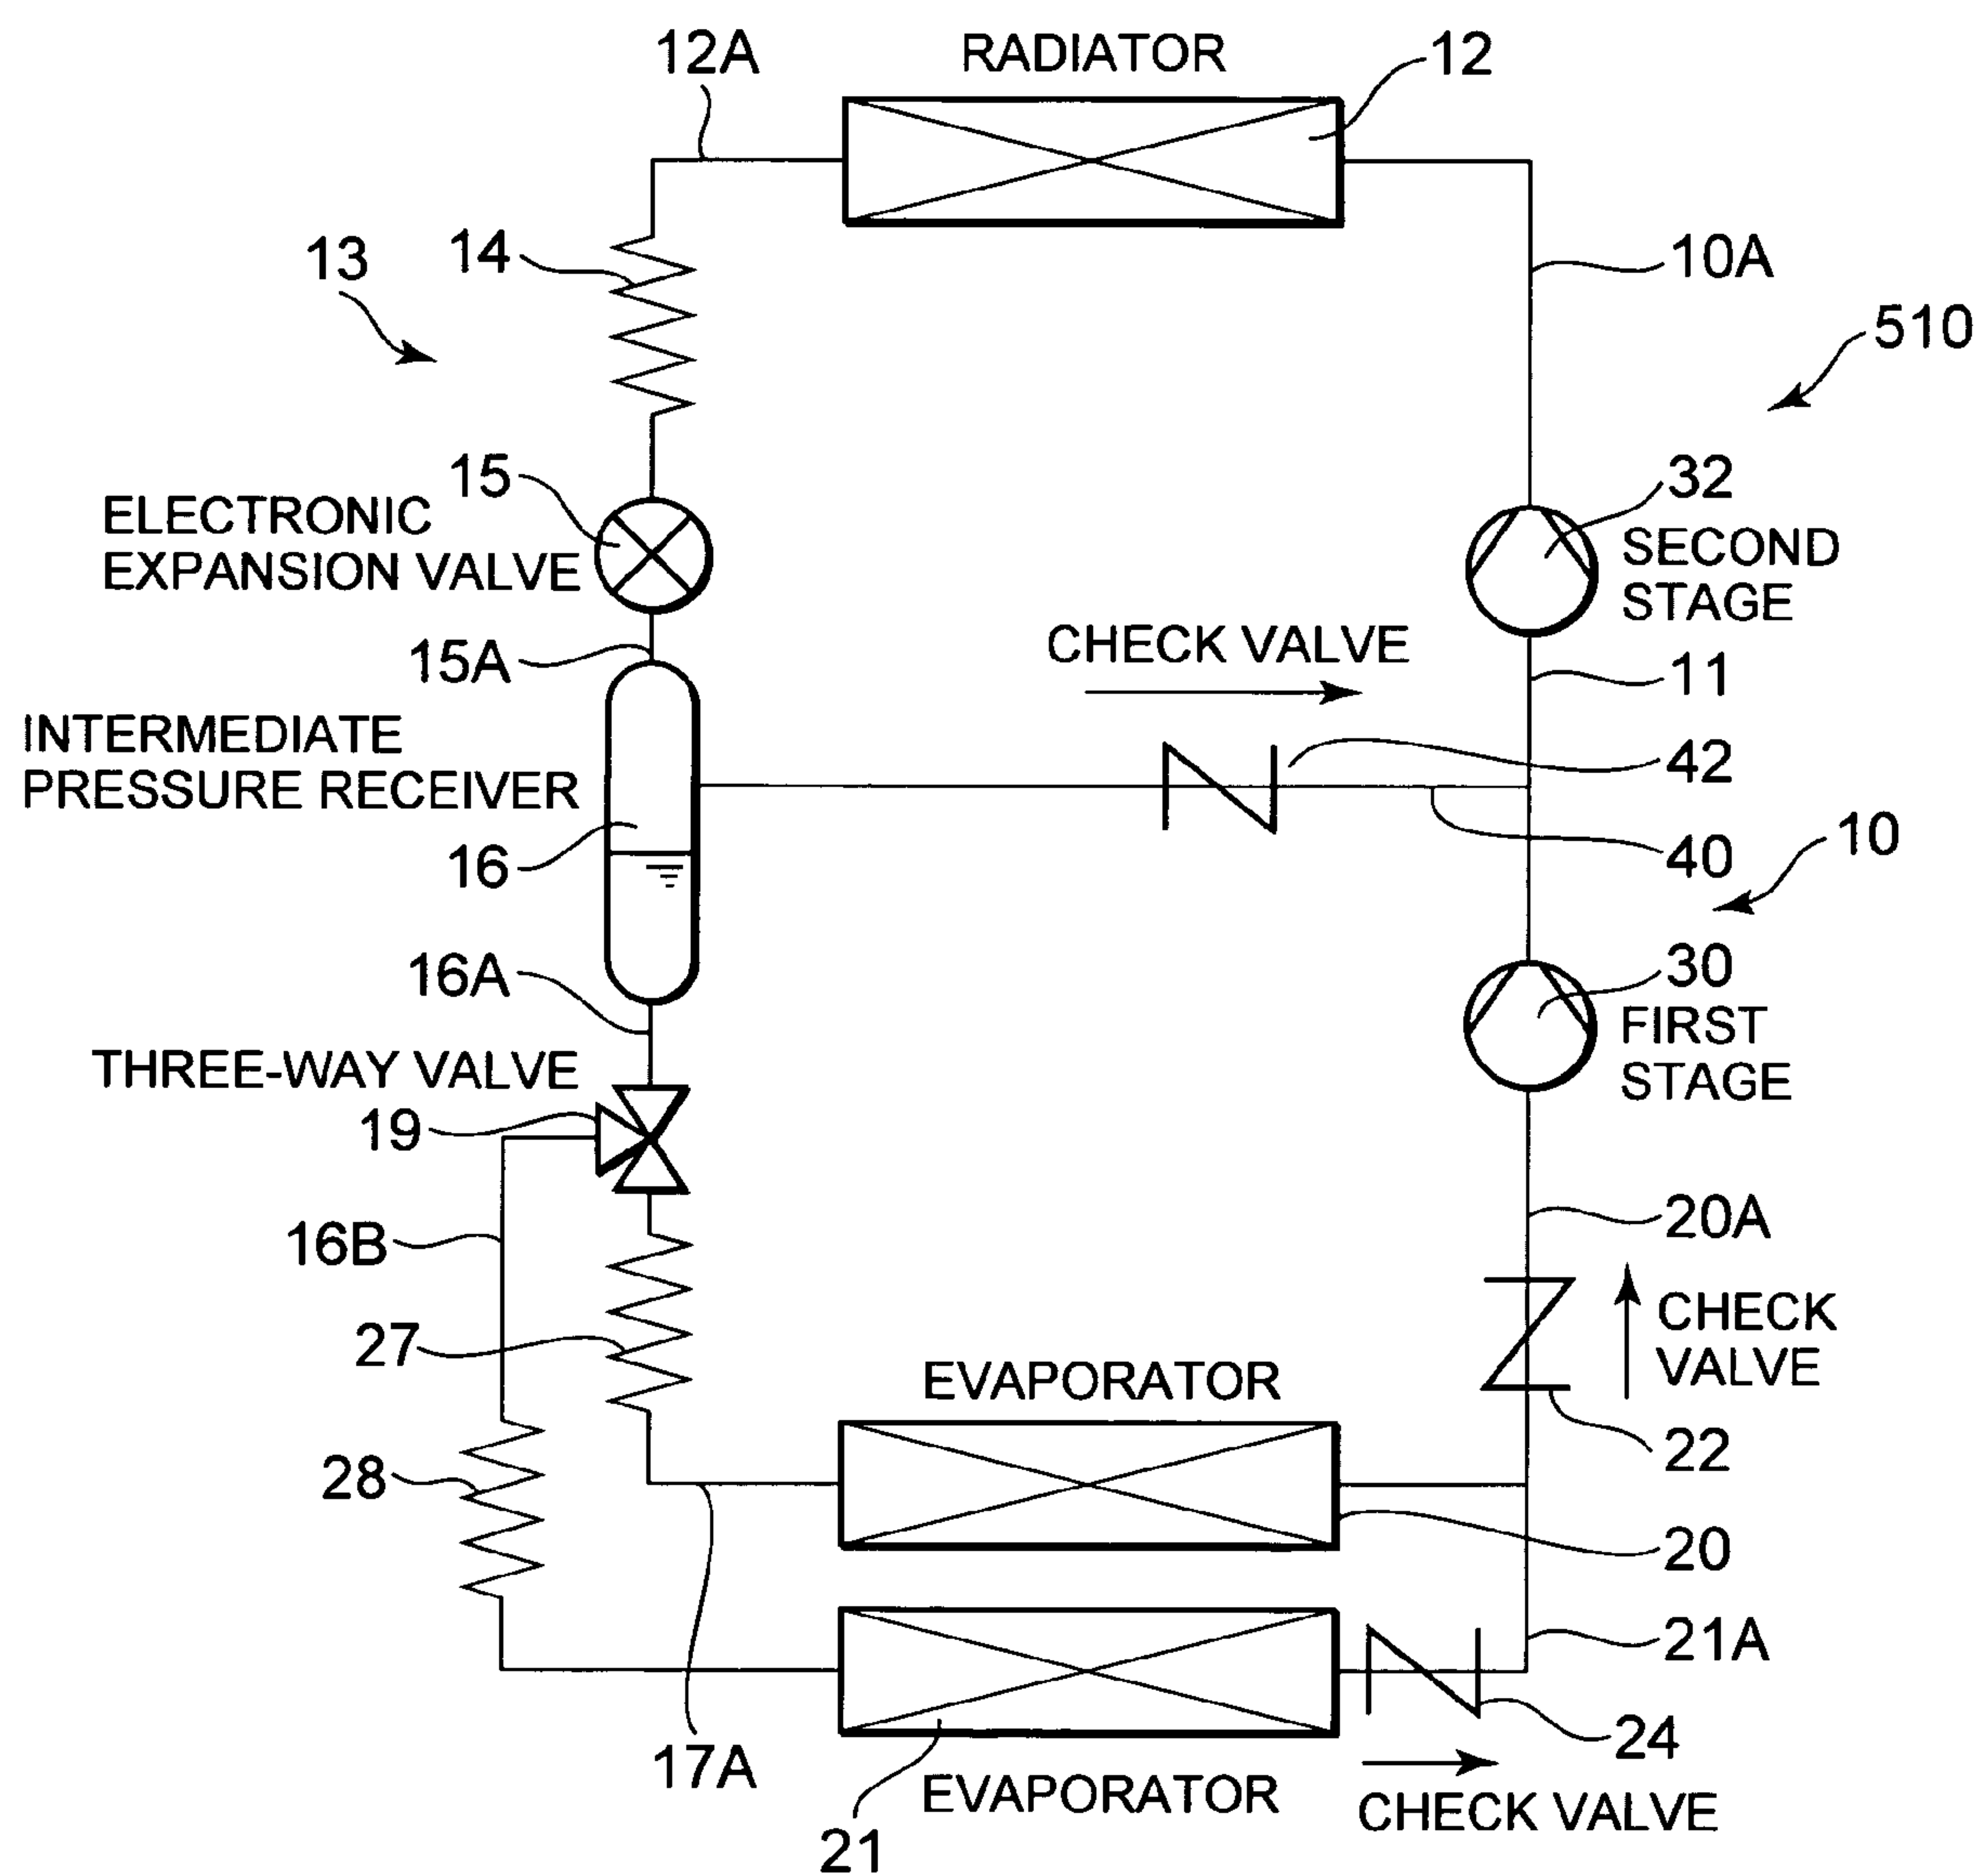 12A
RADIATOR
12
13
14
10A
510
15
ELECTRONIC
EXPANSION VALVE
32
SECOND
STAGE
15A
CHECK VALVE
11
INTERMEDIATE
PRESSURE RECEIVER
42
16
40
10
16A
30
FIRST
STAGE
THREE-WAY VALVE
19
16B
20A
CHECK
VALVE
27
EVAPORATOR
22
28
20
21A
17A
EVAPORATOR
24
21
CHECK VALVE